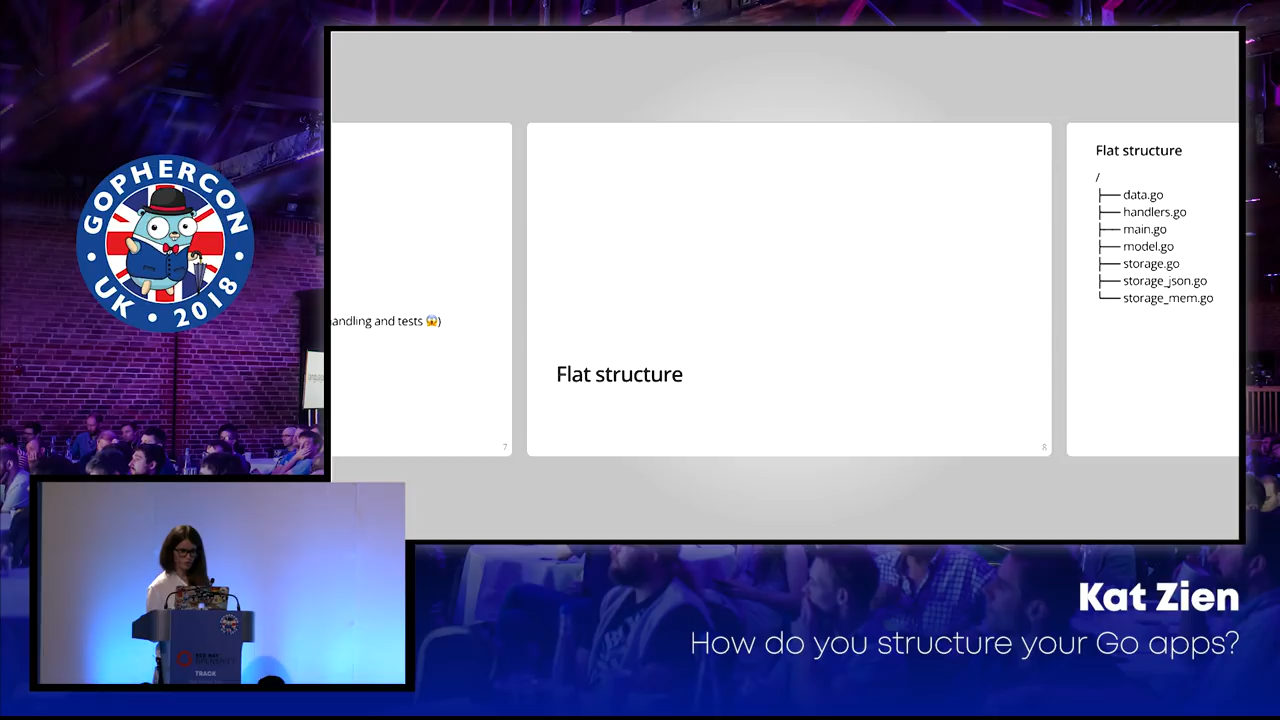 GOPHERCON
UK • 2018
andling and tests 😱)
7
Flat structure
8
Flat structure
/
├── data.go
├── handlers.go
├── main.go
├── model.go
├── storage.go
├── storage_json.go
└── storage_mem.go
TRACK
Kat Zien
How do you structure your Go apps?